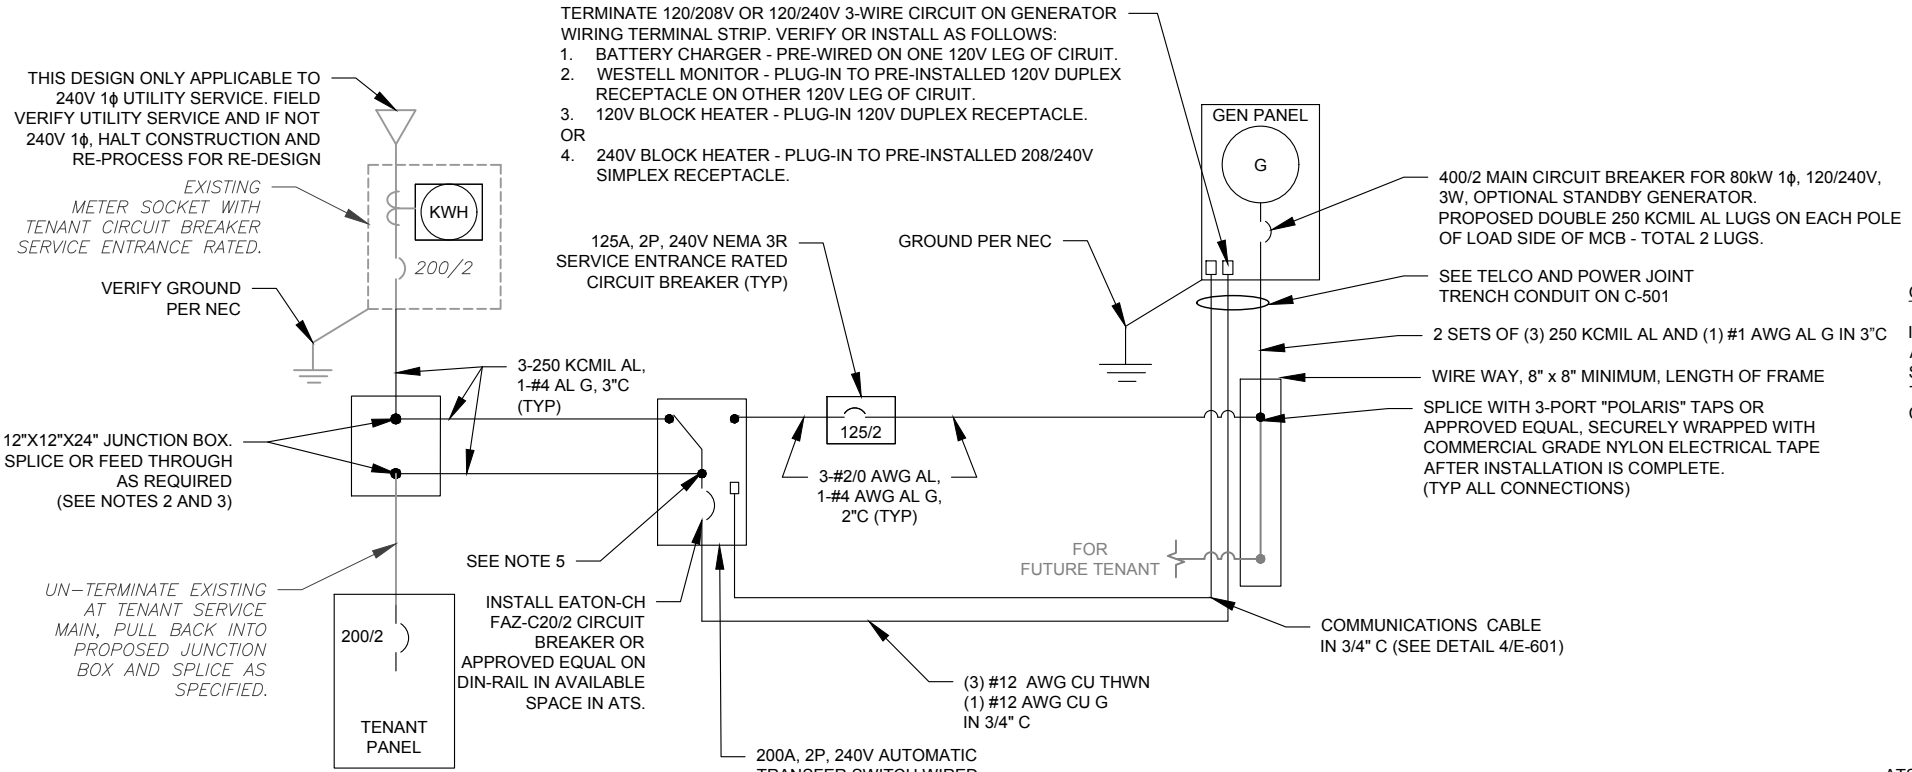 TERMINATE 120/208V OR 120/240V 3-WIRE CIRCUIT ON GENERATOR
WIRING TERMINAL STRIP. VERIFY OR INSTALL AS FOLLOWS:
1. BATTERY CHARGER - PRE-WIRED ON ONE 120V LEG OF CIRUIT.
2. WESTELL MONITOR - PLUG-IN TO PRE-INSTALLED 120V DUPLEX
RECEPTACLE ON OTHER 120V LEG OF CIRUIT.
3. 120V BLOCK HEATER - PLUG-IN 120V DUPLEX RECEPTACLE.
OR
4. 240V BLOCK HEATER - PLUG-IN TO PRE-INSTALLED 208/240V
SIMPLEX RECEPTACLE.
THIS DESIGN ONLY APPLICABLE TO
240V 1ϕ UTILITY SERVICE. FIELD
VERIFY UTILITY SERVICE AND IF NOT
240V 1ϕ, HALT CONSTRUCTION AND
RE-PROCESS FOR RE-DESIGN
EXISTING
METER SOCKET WITH
TENANT CIRCUIT BREAKER
SERVICE ENTRANCE RATED.
KWH
200/2
VERIFY GROUND
PER NEC
125A, 2P, 240V NEMA 3R
SERVICE ENTRANCE RATED
CIRCUIT BREAKER (TYP)
GROUND PER NEC
GEN PANEL
G
400/2 MAIN CIRCUIT BREAKER FOR 80kW 1ϕ, 120/240V,
3W, OPTIONAL STANDBY GENERATOR.
PROPOSED DOUBLE 250 KCMIL AL LUGS ON EACH POLE
OF LOAD SIDE OF MCB - TOTAL 2 LUGS.
SEE TELCO AND POWER JOINT
TRENCH CONDUIT ON C-501
2 SETS OF (3) 250 KCMIL AL AND (1) #1 AWG AL G IN 3"C
WIRE WAY, 8" x 8" MINIMUM, LENGTH OF FRAME
SPLICE WITH 3-PORT "POLARIS" TAPS OR
APPROVED EQUAL, SECURELY WRAPPED WITH
COMMERCIAL GRADE NYLON ELECTRICAL TAPE
AFTER INSTALLATION IS COMPLETE.
(TYP ALL CONNECTIONS)
3-250 KCMIL AL,
1-#4 AL G, 3"C
(TYP)
12"X12"X24" JUNCTION BOX.
SPLICE OR FEED THROUGH
AS REQUIRED
(SEE NOTES 2 AND 3)
125/2
3-#2/0 AWG AL,
1-#4 AWG AL G,
2"C (TYP)
SEE NOTE 5
FOR
FUTURE TENANT
UN-TERMINATE EXISTING
AT TENANT SERVICE
MAIN, PULL BACK INTO
PROPOSED JUNCTION
BOX AND SPLICE AS
SPECIFIED.
200/2
TENANT
PANEL
INSTALL EATON-CH
FAZ-C20/2 CIRCUIT
BREAKER OR
APPROVED EQUAL ON
DIN-RAIL IN AVAILABLE
SPACE IN ATS.
COMMUNICATIONS CABLE
IN 3/4" C (SEE DETAIL 4/E-601)
(3) #12 AWG CU THWN
(1) #12 AWG CU G
IN 3/4" C
200A, 2P, 240V AUTOMATIC
TRANSFER SWITCH WIRED